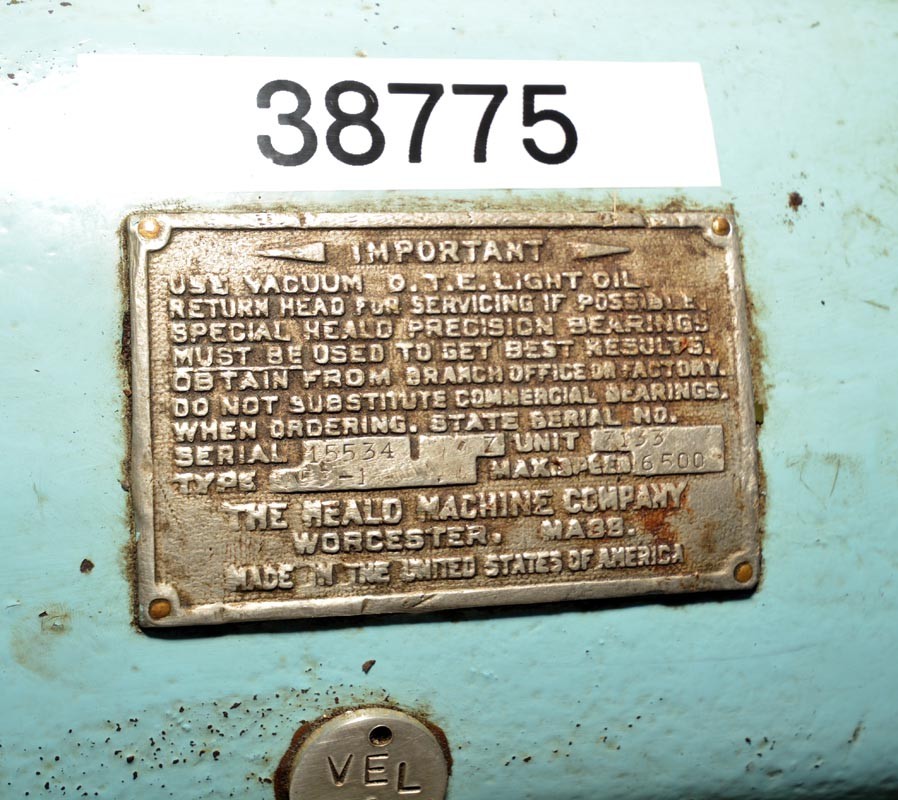 38775
IMPORTANT
USE VACUUM D.T.E. LIGHT OIL
RETURN HEAD FOR SERVICING IF POSSIBLE
SPECIAL HEALD PRECISION BEARINGS
MUST BE USED TO GET BEST RESULTS.
OBTAIN FROM BRANCH OFFICE OR FACTORY.
DO NOT SUBSTITUTE COMMERCIAL BEARINGS.
WHEN ORDERING, STATE SERIAL NO.
SERIAL 15534 UNIT
TYPE MAX. SPEED 6500
THE HEALD MACHINE COMPANY
WORCESTER, MASS.
MADE IN THE UNITED STATES OF AMERICA
VEL